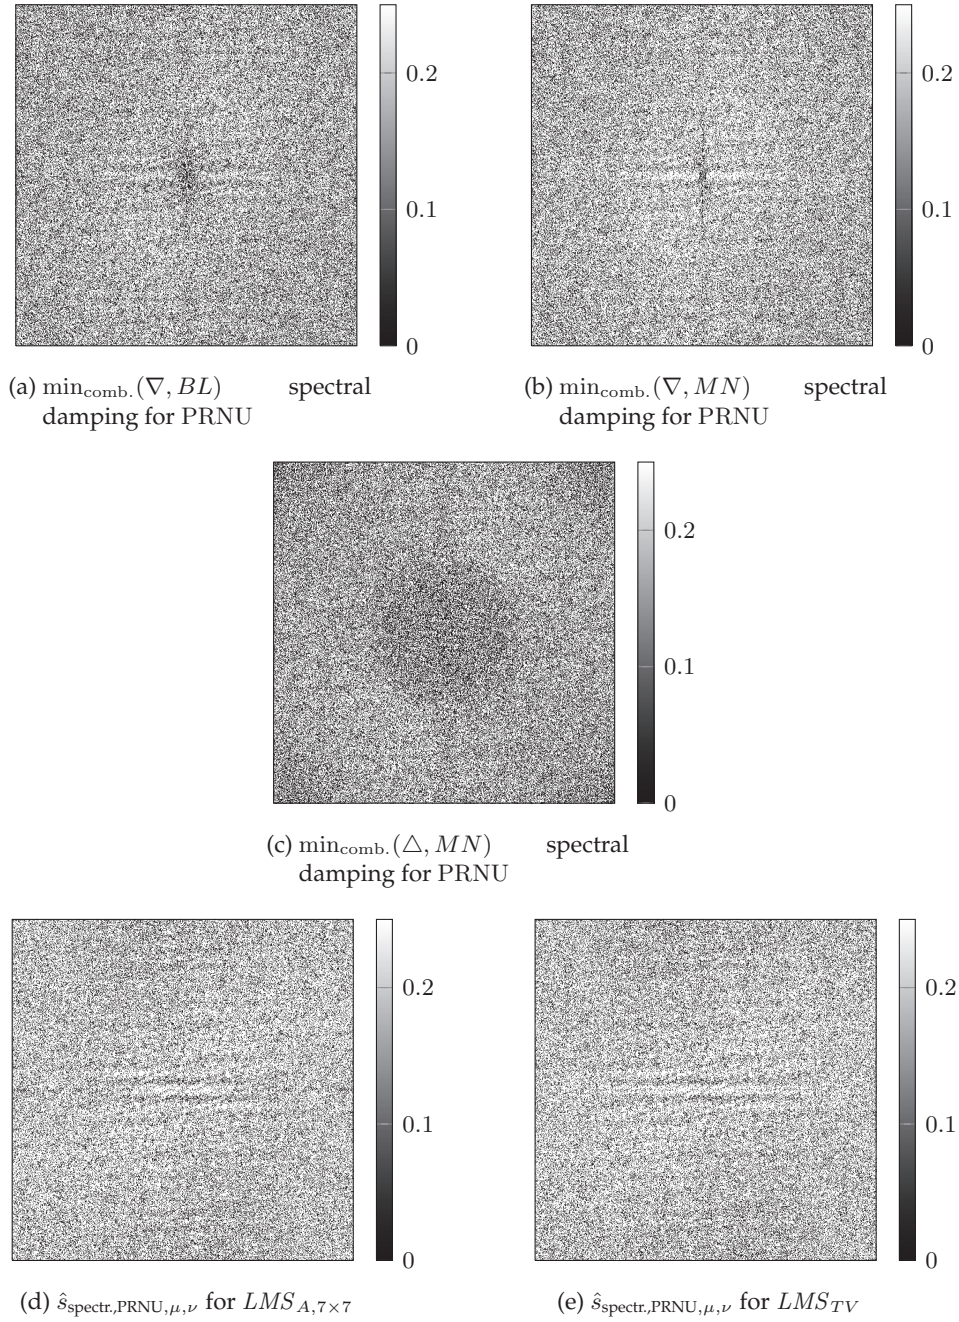 0.2 0.2
0.1 0.1
0 0
(a) min_comb.(∇, BL) spectral (b) min_comb.(∇, MN) spectral
damping for PRNU damping for PRNU
0.2
0.1
0
(c) min_comb.(△, MN) spectral
damping for PRNU
0.2 0.2
0.1 0.1
0 0
(d) ŝ_spectr.,PRNU,μ,ν for LMS_A,7×7 (e) ŝ_spectr.,PRNU,μ,ν for LMS_TV